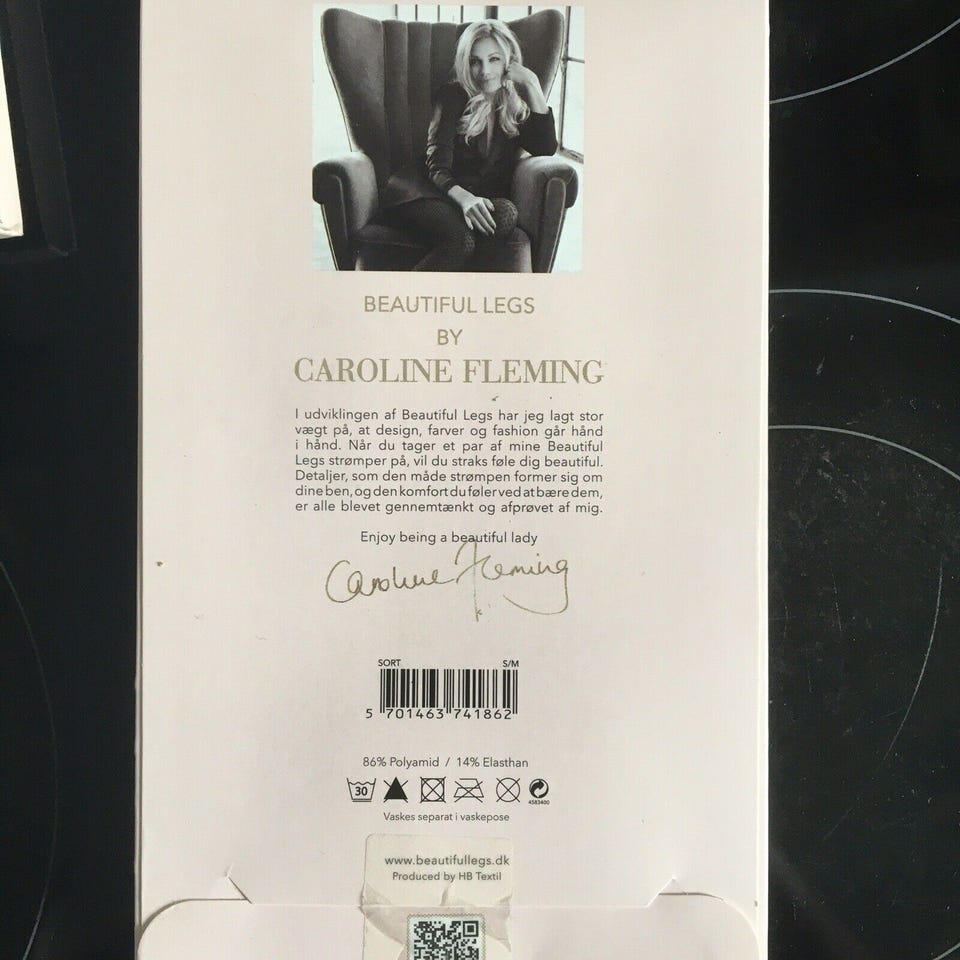 BEAUTIFUL LEGS
BY
CAROLINE FLEMING
I udviklingen af Beautiful Legs har jeg lagt stor
vægt på, at design, farver og fashion går hånd
i hånd. Når du tager et par af mine Beautiful
Legs strømper på, vil du straks føle dig beautiful.
Detaljer, som den måde strømpen former sig om
dine ben, og den komfort du føler ved at bære dem,
er alle blevet gennemtænkt og afprøvet af mig.
Enjoy being a beautiful lady
Caroline Fleming
SORT S/M
5 701463 741862
86% Polyamid / 14% Elasthan
30
4583400
Vaskes separat i vaskepose
www.beautifullegs.dk
Produced by HB Textil